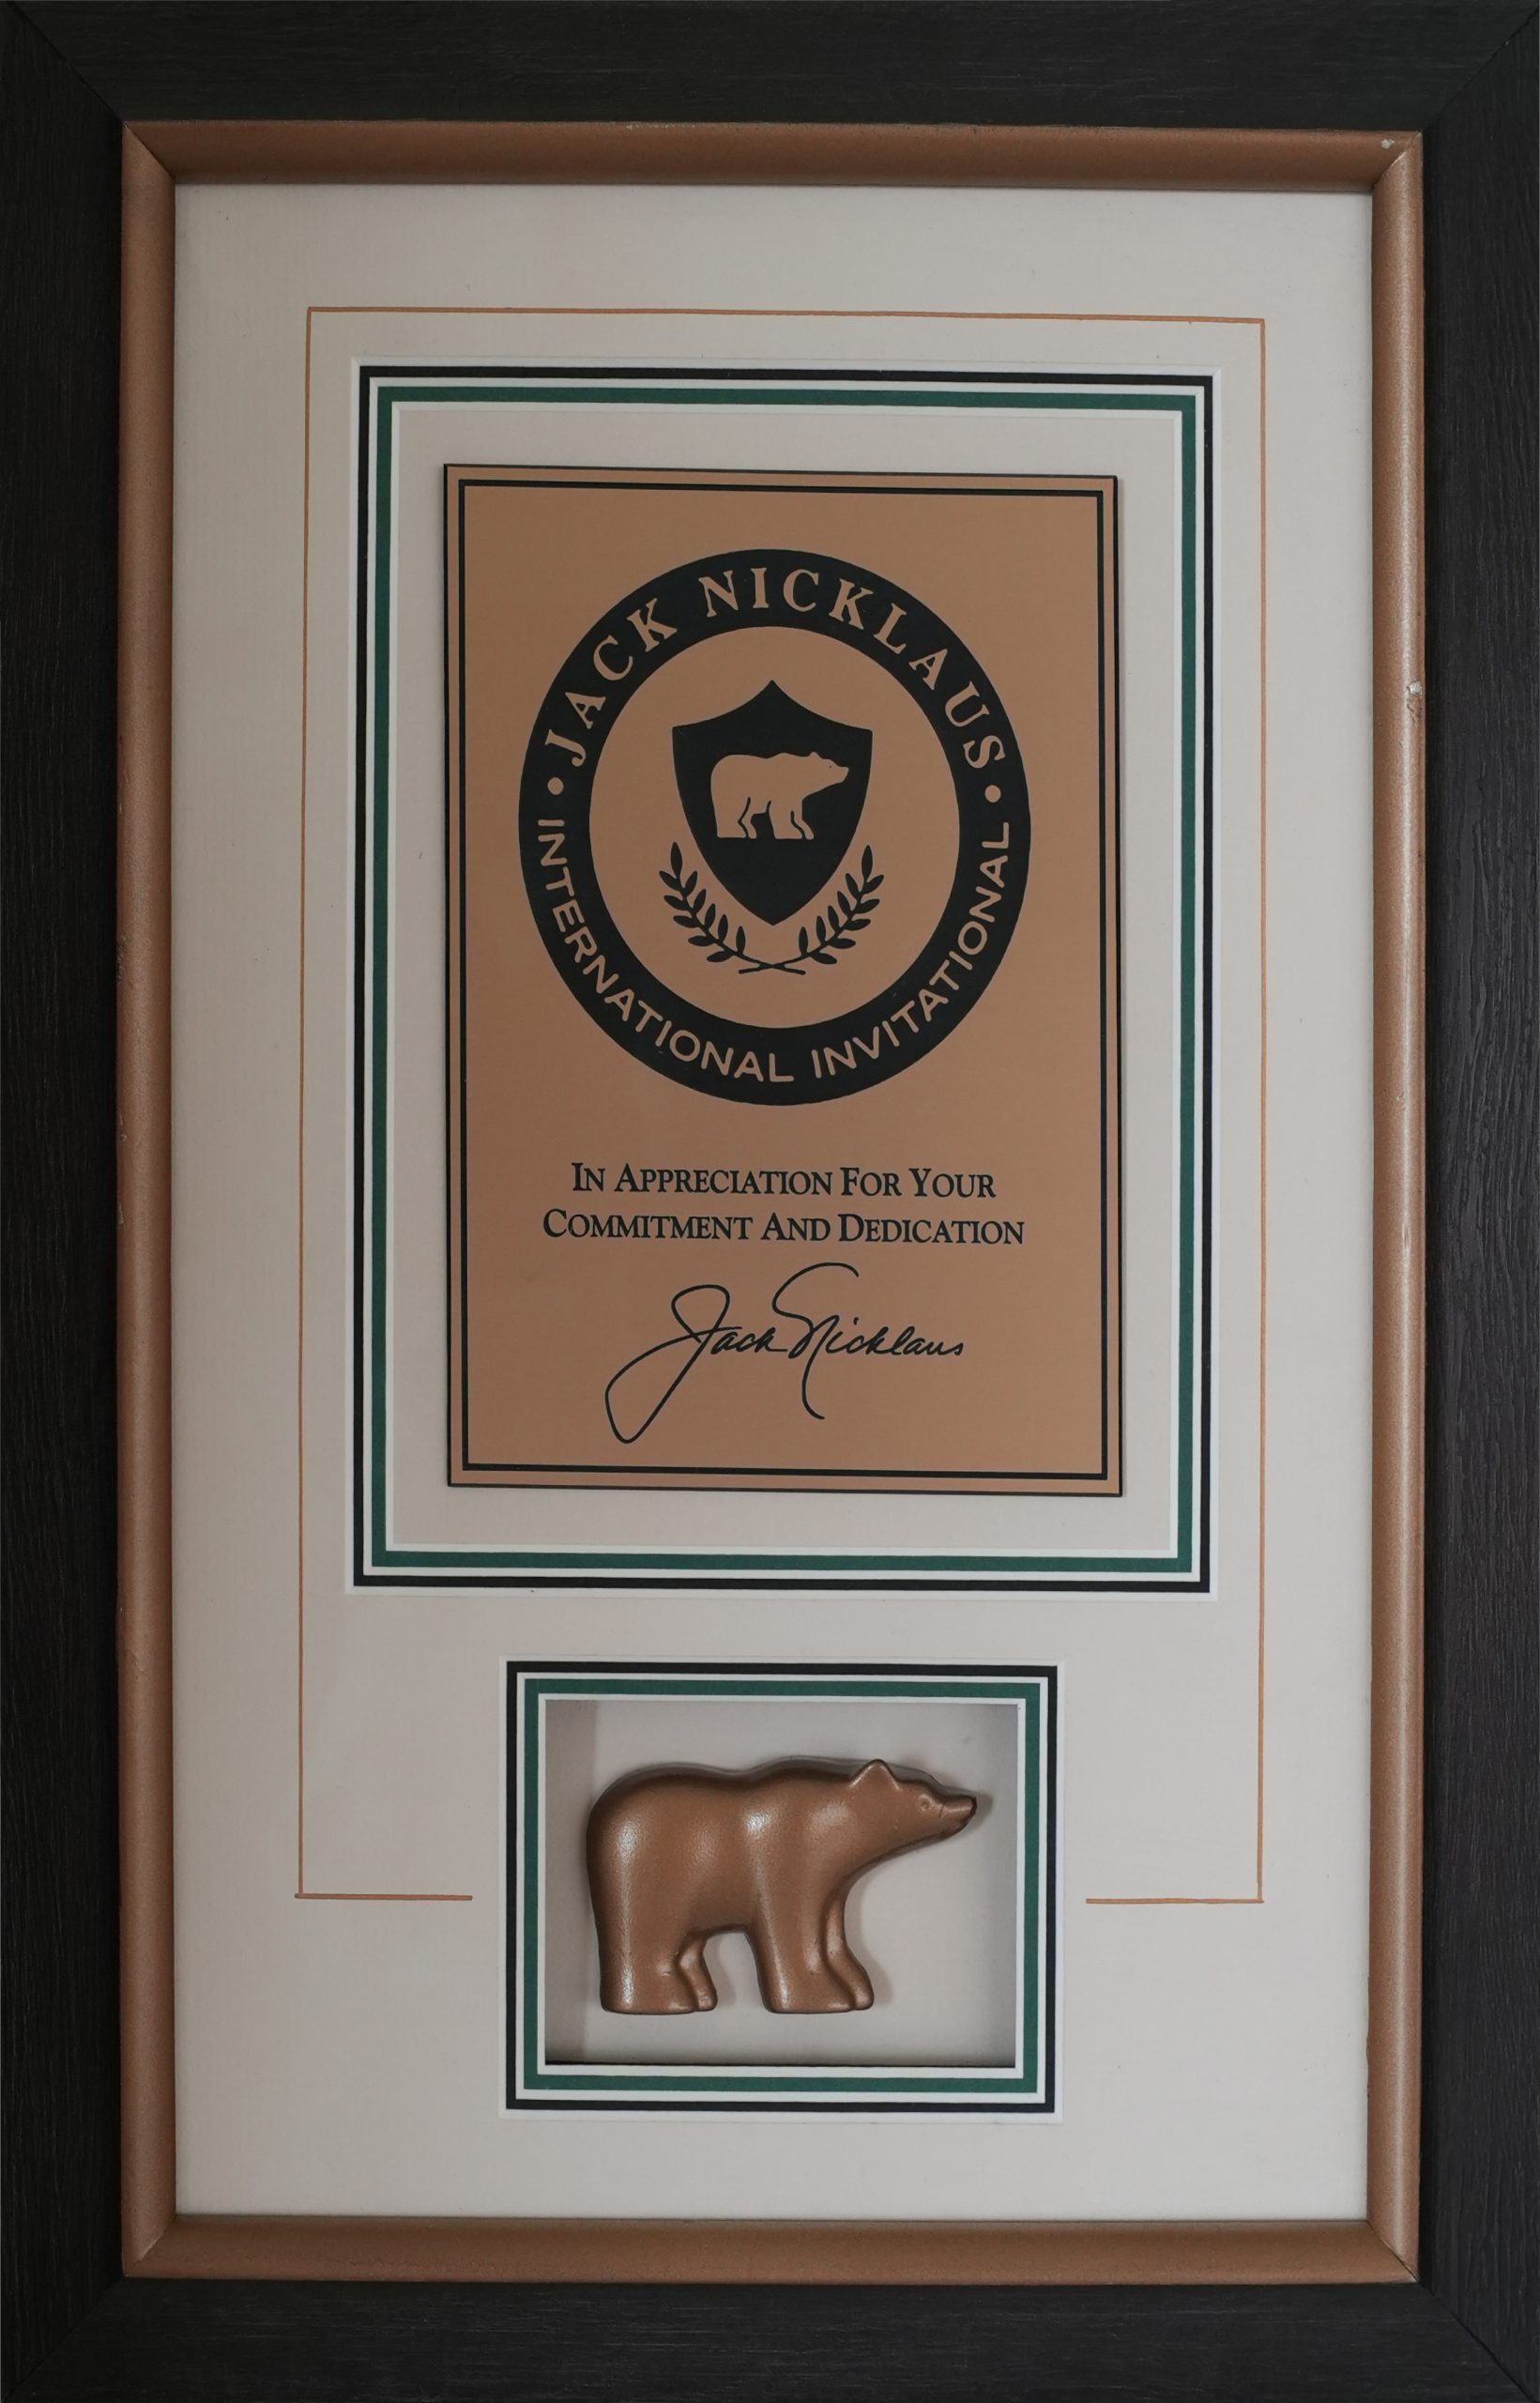 • JACK NICKLAUS •
INTERNATIONAL INVITATIONAL
IN APPRECIATION FOR YOUR
COMMITMENT AND DEDICATION
Jack Nicklaus